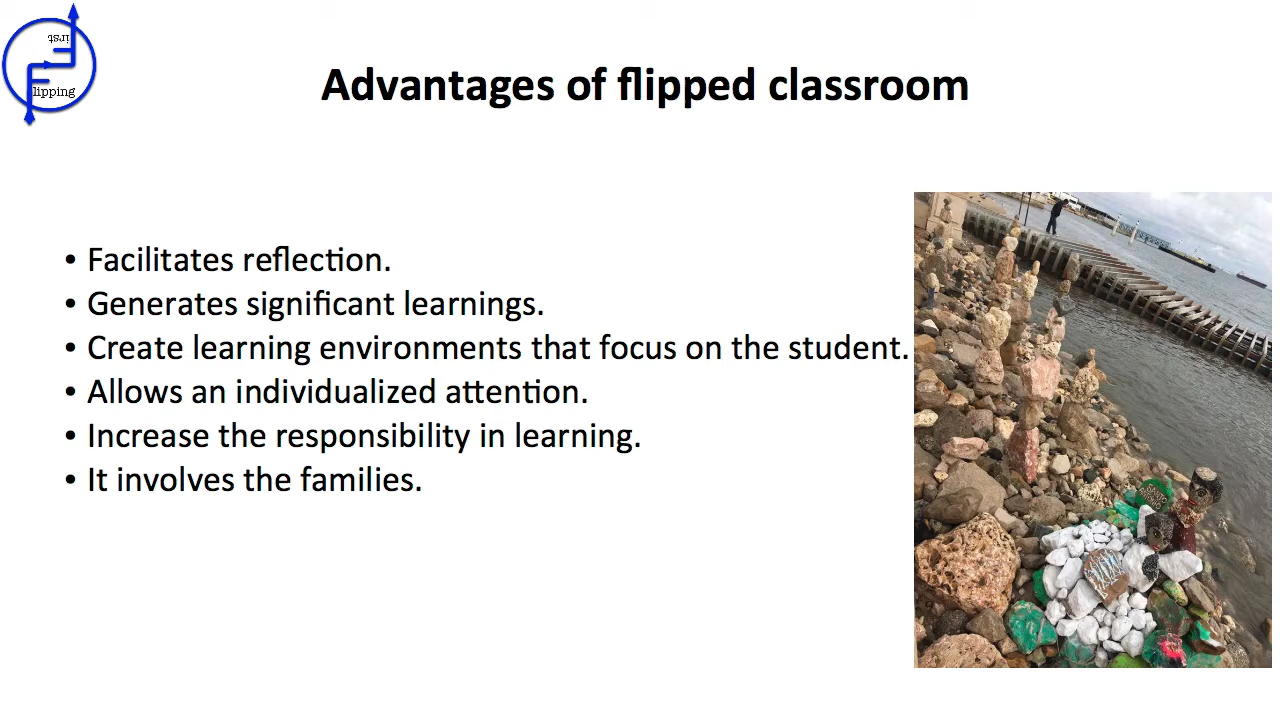 irst
lipping
Advantages of flipped classroom
• Facilitates reflection.
• Generates significant learnings.
• Create learning environments that focus on the student.
• Allows an individualized attention.
• Increase the responsibility in learning.
• It involves the families.